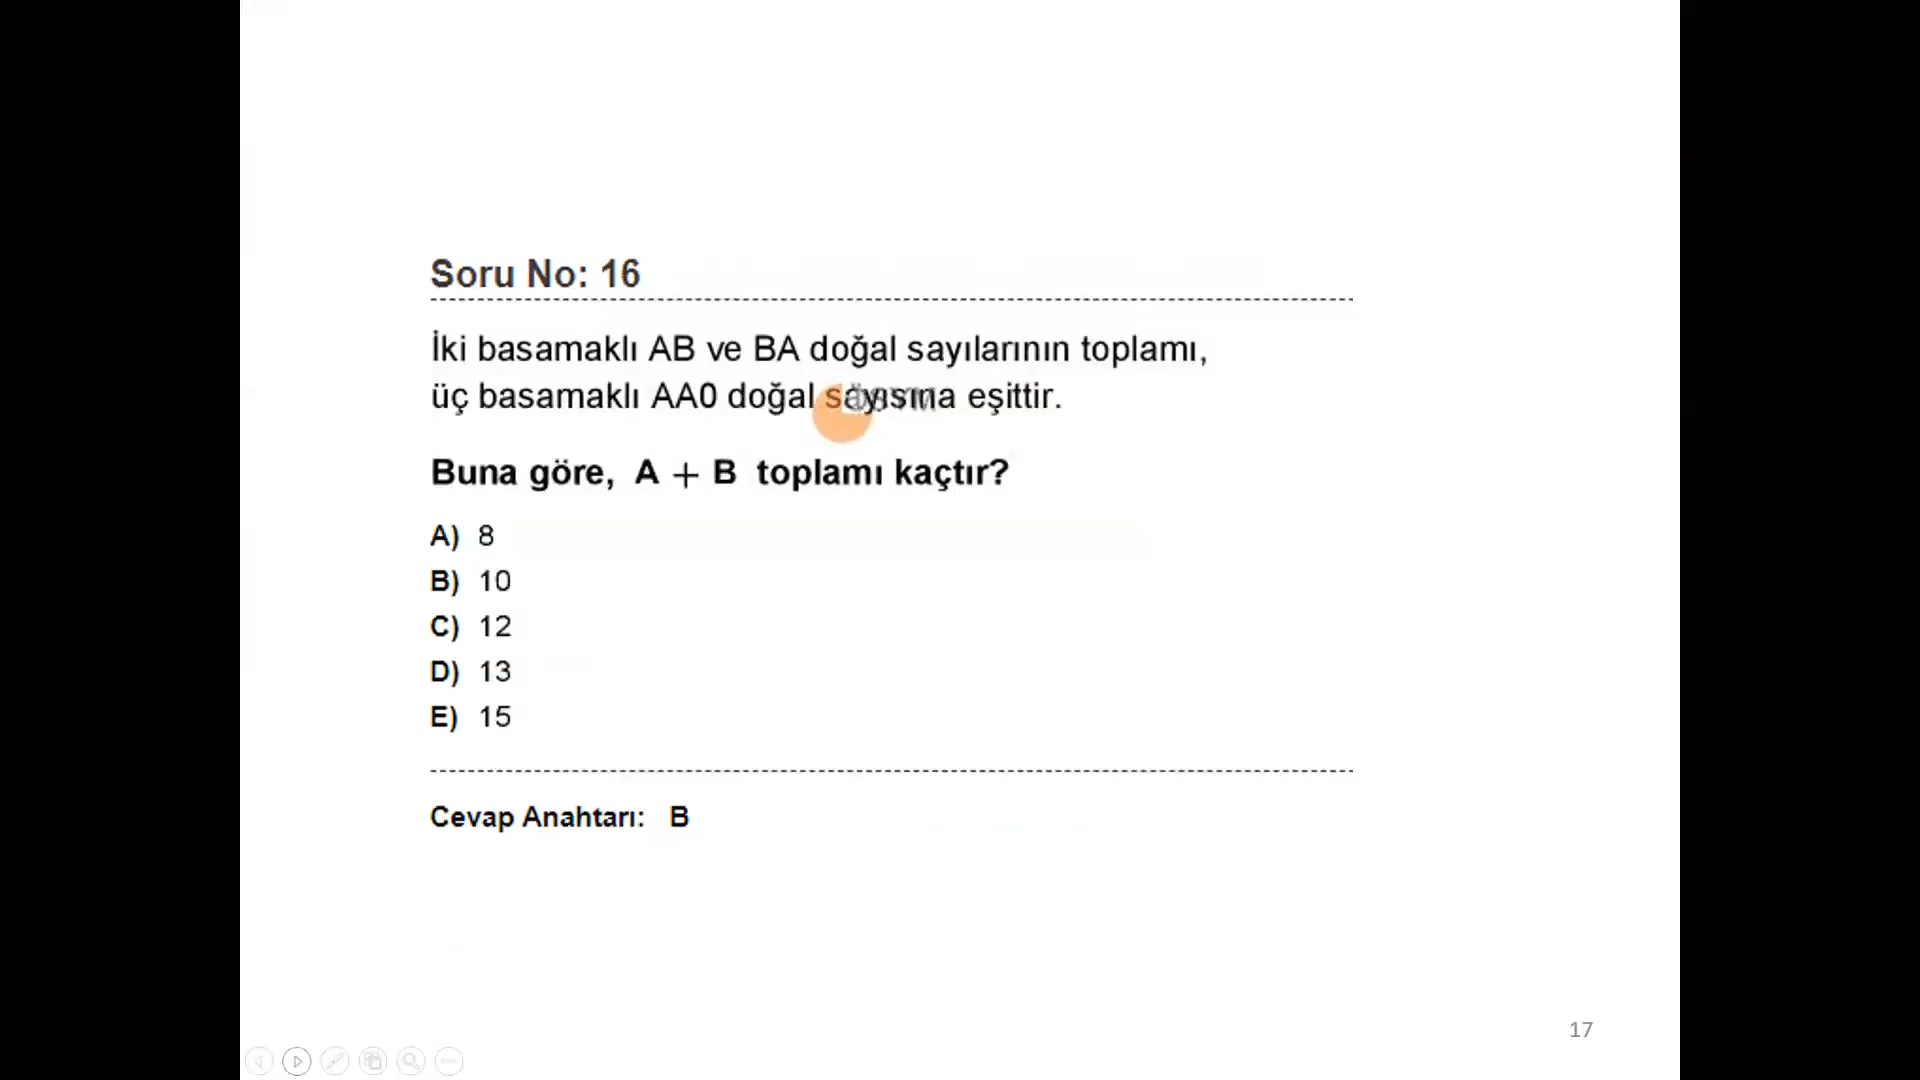 Soru No: 16
İki basamaklı AB ve BA doğal sayılarının toplamı,
üç basamaklı AA0 doğal sayısına eşittir.
Buna göre, A + B toplamı kaçtır?
A) 8
B) 10
C) 12
D) 13
E) 15
Cevap Anahtarı: B
17